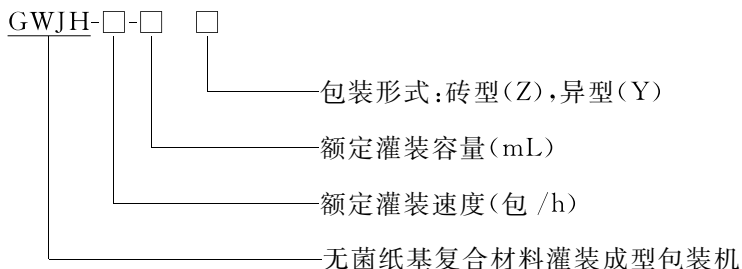 GWJH-□-□ □
包装形式:砖型(Z),异型(Y)
额定灌装容量(mL)
额定灌装速度(包/h)
无菌纸基复合材料灌装成型包装机